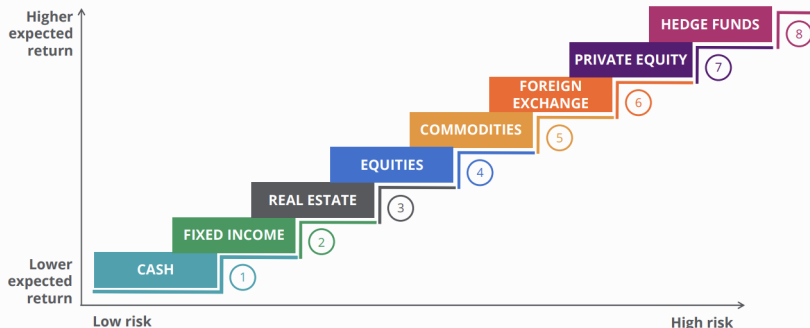 Higher
expected
return
HEDGE FUNDS
8
PRIVATE EQUITY
7
FOREIGN
EXCHANGE
6
COMMODITIES
5
EQUITIES
4
REAL ESTATE
3
FIXED INCOME
2
CASH
1
Lower
expected
return
Low risk
High risk